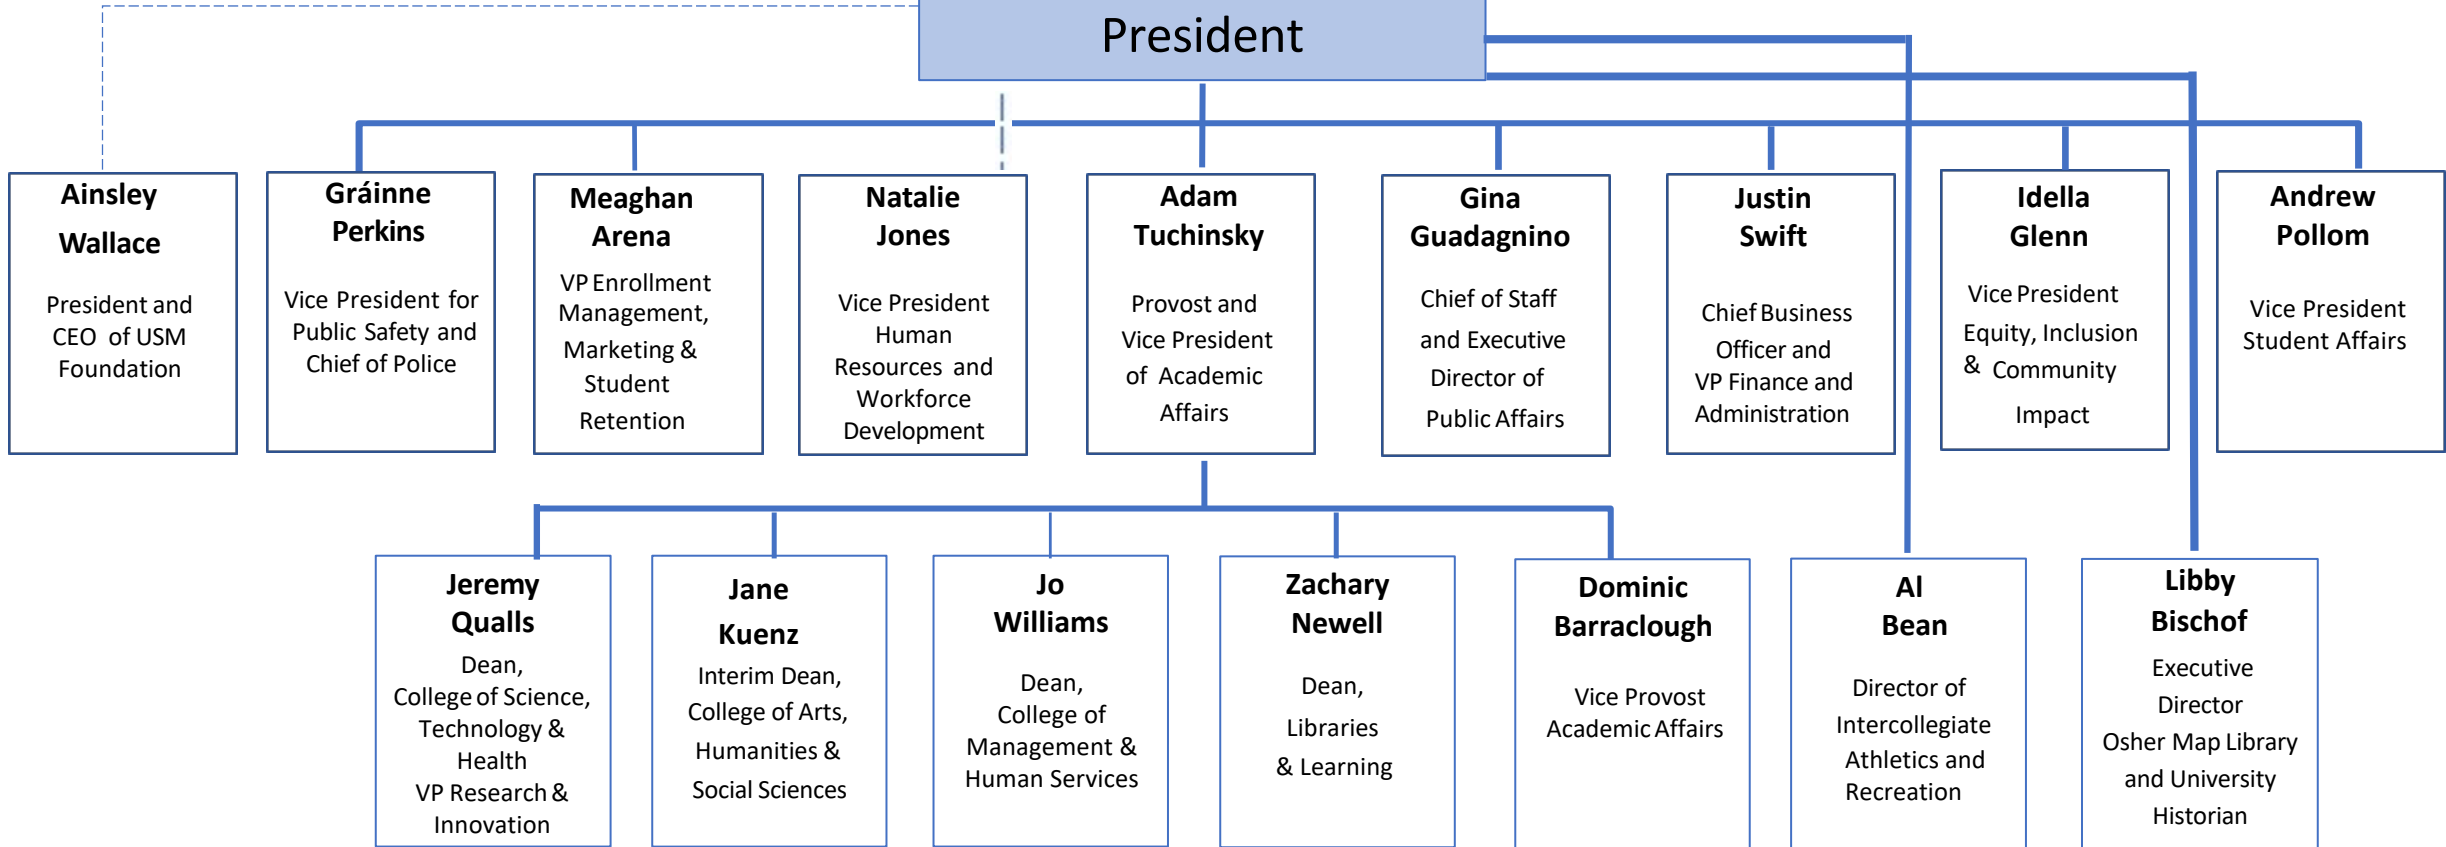 President
Ainsley
Wallace
President and
CEO of USM
Foundation
Gráinne
Perkins
Vice President for
Public Safety and
Chief of Police
Meaghan
Arena
VP Enrollment
Management,
Marketing &
Student
Retention
Natalie
Jones
Vice President
Human
Resources and
Workforce
Development
Adam
Tuchinsky
Provost and
Vice President
of Academic
Affairs
Gina
Guadagnino
Chief of Staff
and Executive
Director of
Public Affairs
Justin
Swift
Chief Business
Officer and
VP Finance and
Administration
Idella
Glenn
Vice President
Equity, Inclusion
& Community
Impact
Andrew
Pollom
Vice President
Student Affairs
Jeremy
Qualls
Dean,
College of Science,
Technology &
Health
VP Research &
Innovation
Jane
Kuenz
Interim Dean,
College of Arts,
Humanities &
Social Sciences
Jo
Williams
Dean,
College of
Management &
Human Services
Zachary
Newell
Dean,
Libraries
& Learning
Dominic
Barraclough
Vice Provost
Academic Affairs
Al
Bean
Director of
Intercollegiate
Athletics and
Recreation
Libby
Bischof
Executive
Director
Osher Map Library
and University
Historian